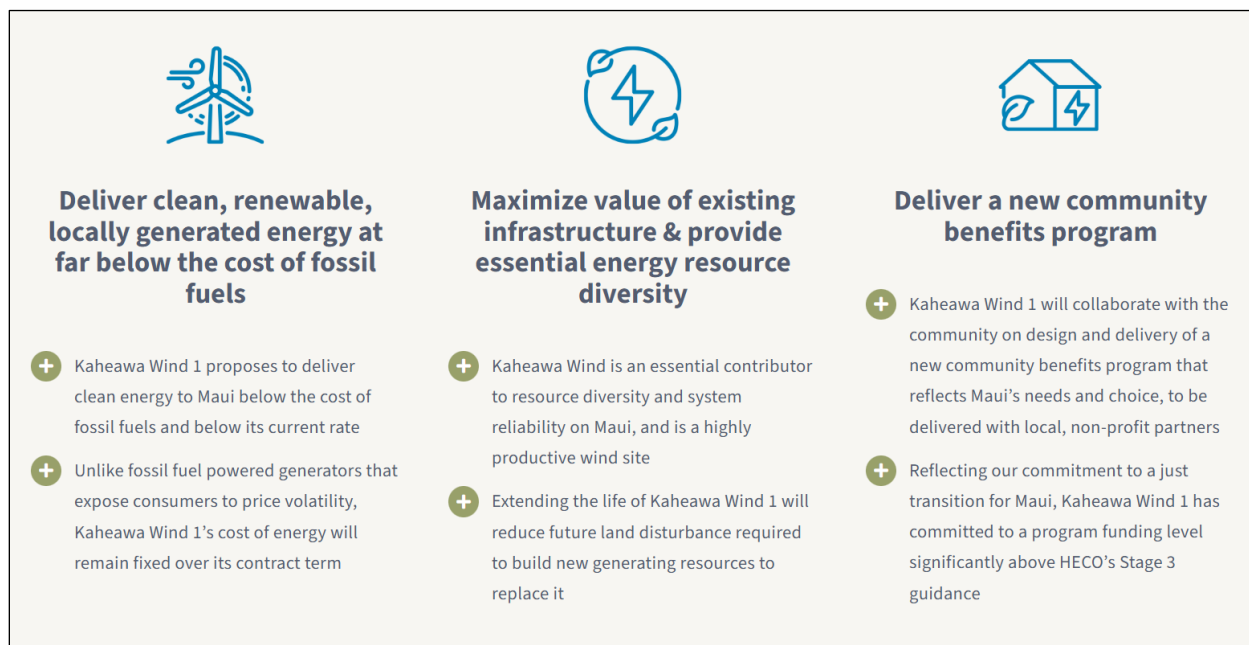 Deliver clean, renewable,
locally generated energy at
far below the cost of fossil
fuels
Kaheawa Wind 1 proposes to deliver
clean energy to Maui below the cost of
fossil fuels and below its current rate
Unlike fossil fuel powered generators that
expose consumers to price volatility,
Kaheawa Wind 1’s cost of energy will
remain fixed over its contract term
Maximize value of existing
infrastructure & provide
essential energy resource
diversity
Kaheawa Wind is an essential contributor
to resource diversity and system
reliability on Maui, and is a highly
productive wind site
Extending the life of Kaheawa Wind 1 will
reduce future land disturbance required
to build new generating resources to
replace it
Deliver a new community
benefits program
Kaheawa Wind 1 will collaborate with the
community on design and delivery of a
new community benefits program that
reflects Maui’s needs and choice, to be
delivered with local, non-profit partners
Reflecting our commitment to a just
transition for Maui, Kaheawa Wind 1 has
committed to a program funding level
significantly above HECO’s Stage 3
guidance